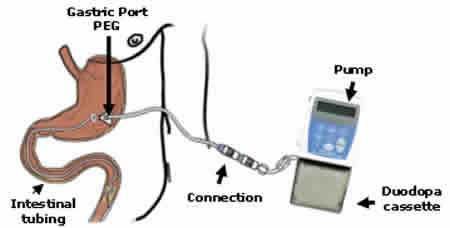 Gastric Port
PEG
Pump
Intestinal
tubing
Connection
Duodopa
cassette